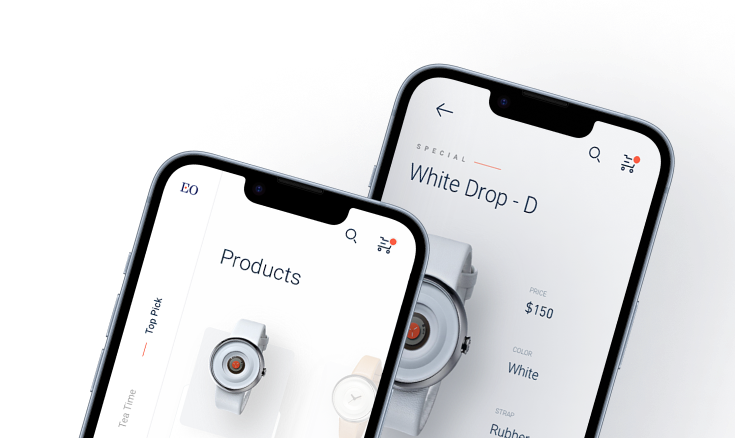 EO
Products
Top Pick
Tea Time
SPECIAL
White Drop - D
PRICE
$150
COLOR
White
STRAP
Rubber